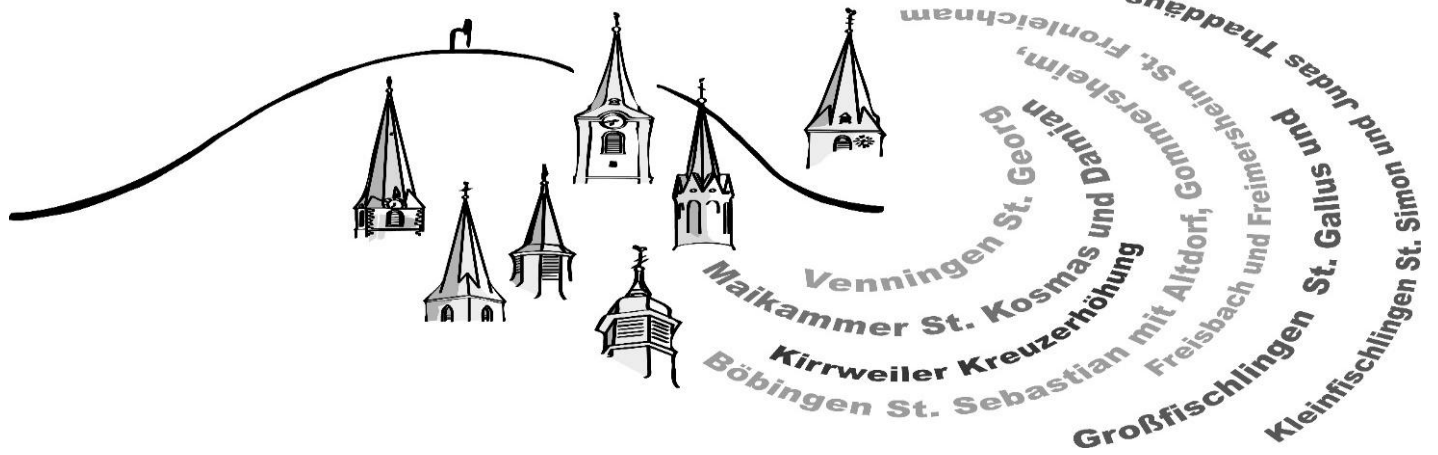 Venningen St. Georg
Maikammer St. Kosmas und Damian
Kirrweiler Kreuzerhöhung
Böbingen St. Sebastian mit Altdorf, Gommersheim,
Freisbach und Freimersheim St. Fronleichnam
Großfischlingen St. Gallus und
Kleinfischlingen St. Simon und Judas Thaddäus